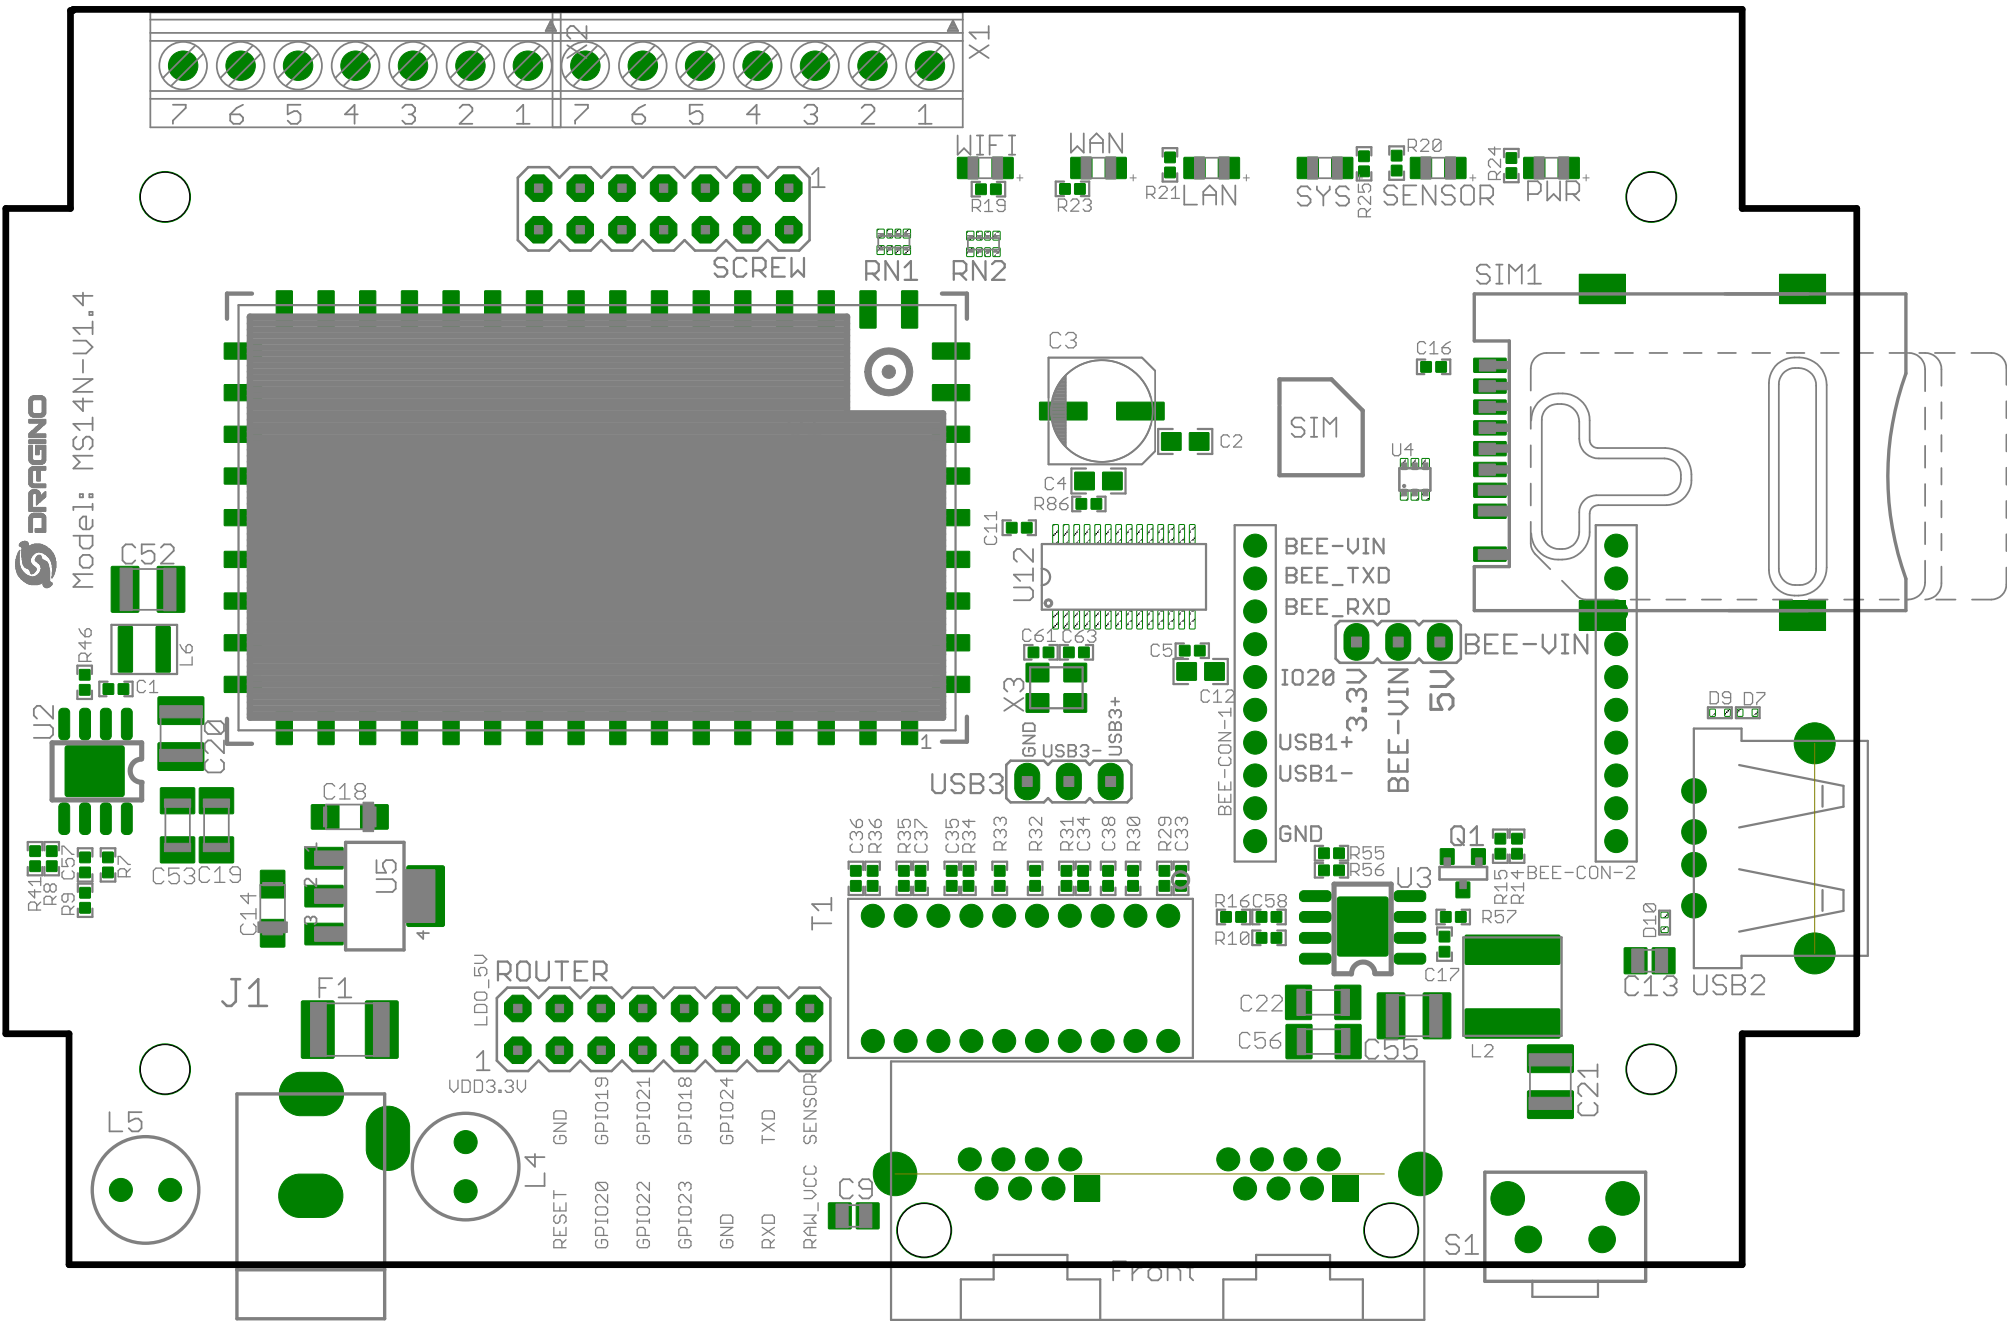 X2
X1
7 6 5 4 3 2 1 7 6 5 4 3 2 1
WIFI
WAN
LAN
SYS
SENSOR
PWR
R19
R23
R21
R25
R20
R24
1
SCREW
RN1
RN2
SIM1
DRAGINO
Model: MS14N-V1.4
C3
C16
C2
SIM
U4
C4
R86
C11
U12
BEE-VIN
BEE_TXD
BEE_RXD
C52
C61
C63
C5
BEE-VIN
R46
L6
C1
X3
C12
IO20
3.3V
BEE-VIN
5V
D9
D7
U2
C20
1
GND
USB3-
USB3+
BEE-CON-1
USB1+
USB1-
USB3
C18
GND
Q1
C36
R36
R35
C37
C35
R34
R33
R32
R31
C34
C38
R30
R29
C33
R55
R56
U3
R15
R14
BEE-CON-2
R41
R8
C57
R9
R7
C53
C19
1
2
3
4
U5
C14
T1
R16
C58
R10
R57
C17
D10
J1
F1
LDO_5V
ROUTER
C22
C56
C55
L2
C13
USB2
1
VDD3.3V
C21
L5
GND
GPIO19
GPIO21
GPIO18
GPIO24
TXD
SENSOR
L4
RESET
GPIO20
GPIO22
GPIO23
GND
RXD
RAW_VCC
C9
S1
Front